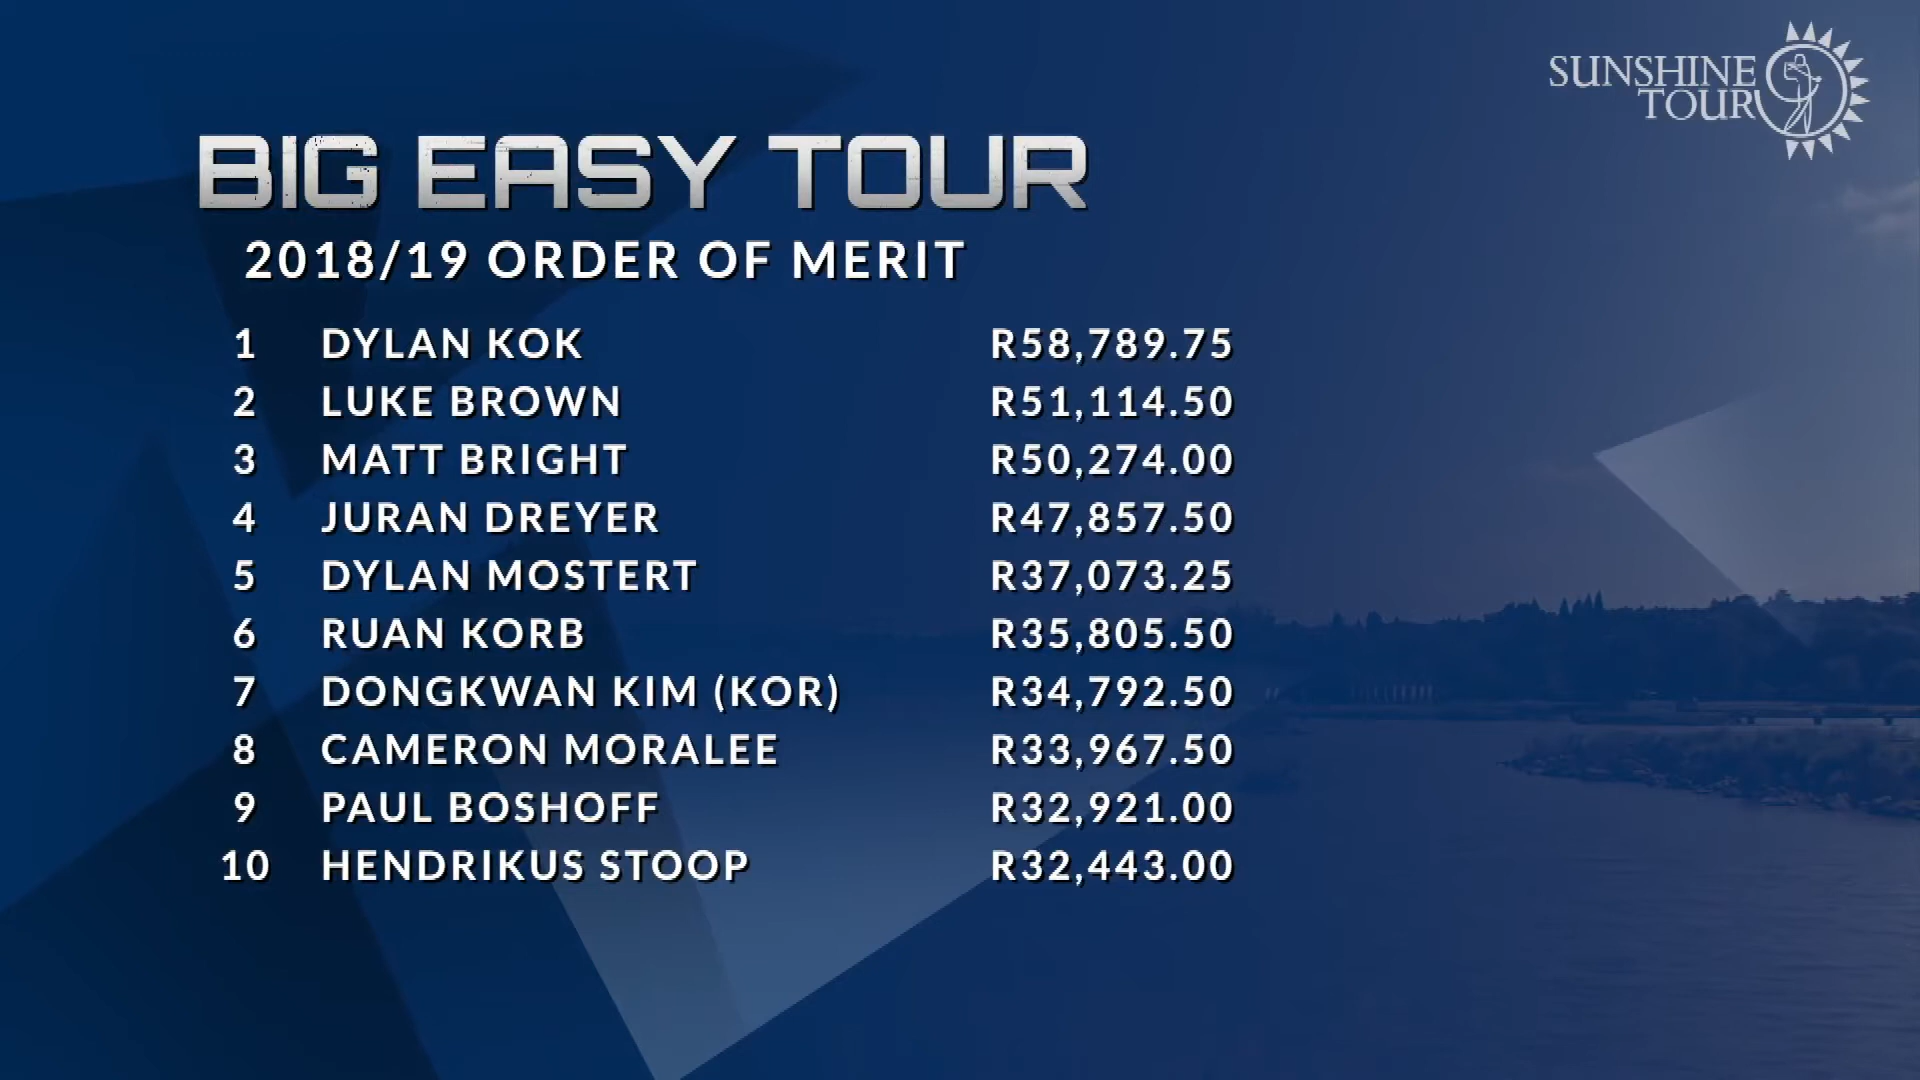 SUNSHINE
TOUR
BIG EASY TOUR
2018/19 ORDER OF MERIT
1 DYLAN KOK R58,789.75
2 LUKE BROWN R51,114.50
3 MATT BRIGHT R50,274.00
4 JURAN DREYER R47,857.50
5 DYLAN MOSTERT R37,073.25
6 RUAN KORB R35,805.50
7 DONGKWAN KIM (KOR) R34,792.50
8 CAMERON MORALEE R33,967.50
9 PAUL BOSHOFF R32,921.00
10 HENDRIKUS STOOP R32,443.00